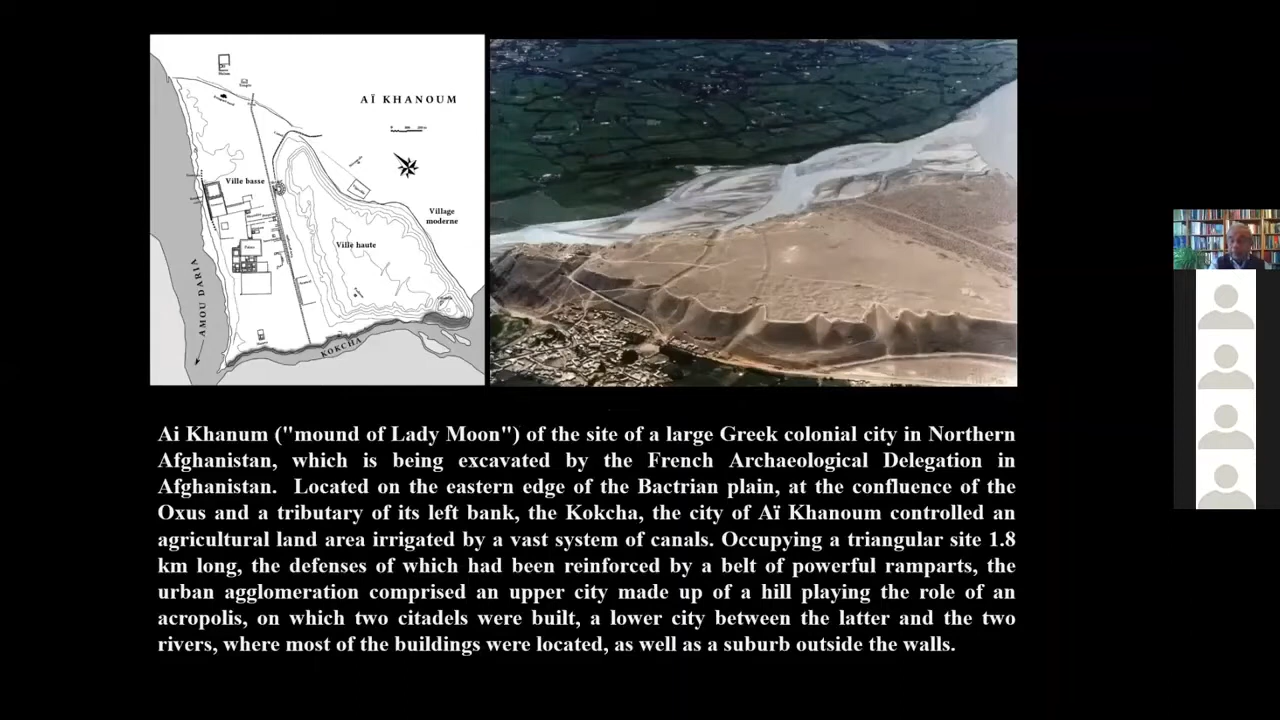 AÏ KHANOUM
Ville basse
Village
moderne
Ville haute
Palais
AMOU DARIA
KOKCHA
Ai Khanum ("mound of Lady Moon") of the site of a large Greek colonial city in Northern
Afghanistan, which is being excavated by the French Archaeological Delegation in
Afghanistan. Located on the eastern edge of the Bactrian plain, at the confluence of the
Oxus and a tributary of its left bank, the Kokcha, the city of Aï Khanoum controlled an
agricultural land area irrigated by a vast system of canals. Occupying a triangular site 1.8
km long, the defenses of which had been reinforced by a belt of powerful ramparts, the
urban agglomeration comprised an upper city made up of a hill playing the role of an
acropolis, on which two citadels were built, a lower city between the latter and the two
rivers, where most of the buildings were located, as well as a suburb outside the walls.